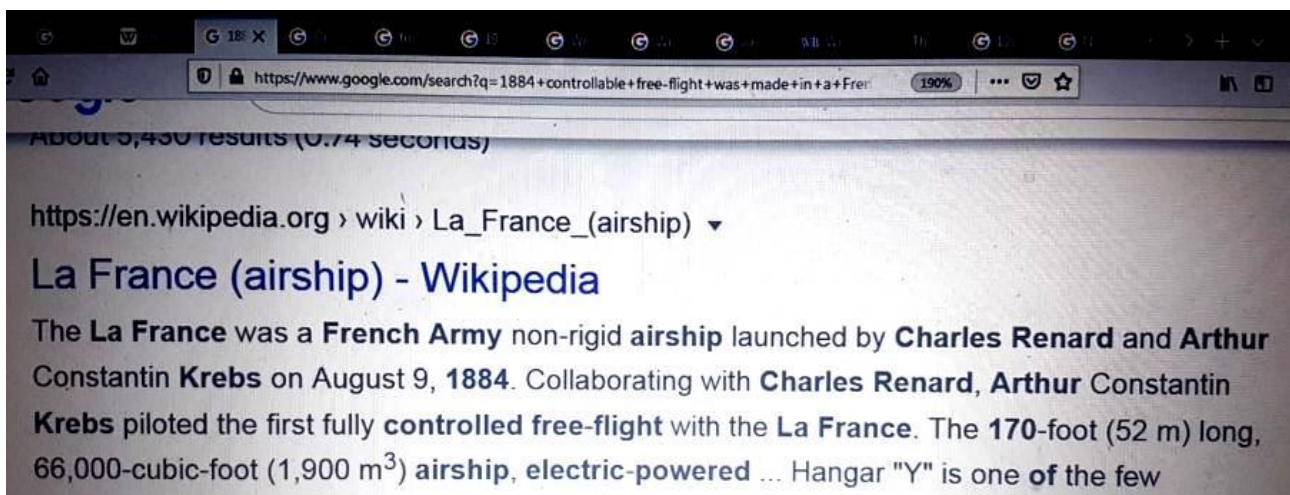 G 188 X
https://www.google.com/search?q=1884+controllable+free-flight+was+made+in+a+Fren 190%
About 5,430 results (0.74 seconds)
https://en.wikipedia.org › wiki › La_France_(airship)
La France (airship) - Wikipedia
The La France was a French Army non-rigid airship launched by Charles Renard and Arthur
Constantin Krebs on August 9, 1884. Collaborating with Charles Renard, Arthur Constantin
Krebs piloted the first fully controlled free-flight with the La France. The 170-foot (52 m) long,
66,000-cubic-foot (1,900 m³) airship, electric-powered ... Hangar "Y" is one of the few